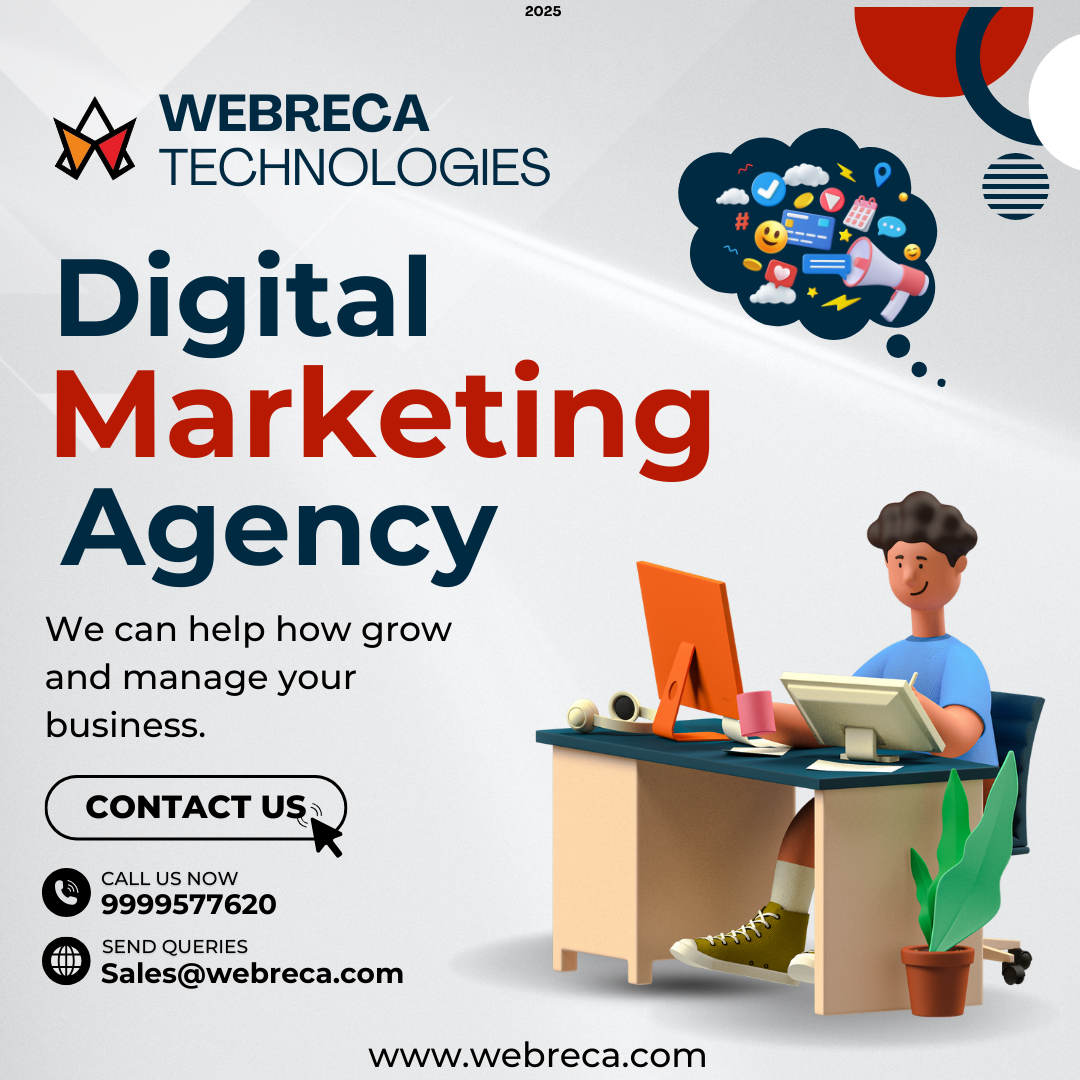 2025
WEBRECA
TECHNOLOGIES
Digital
Marketing
Agency
We can help how grow
and manage your
business.
CONTACT US
CALL US NOW
9999577620
SEND QUERIES
Sales@webreca.com
www.webreca.com